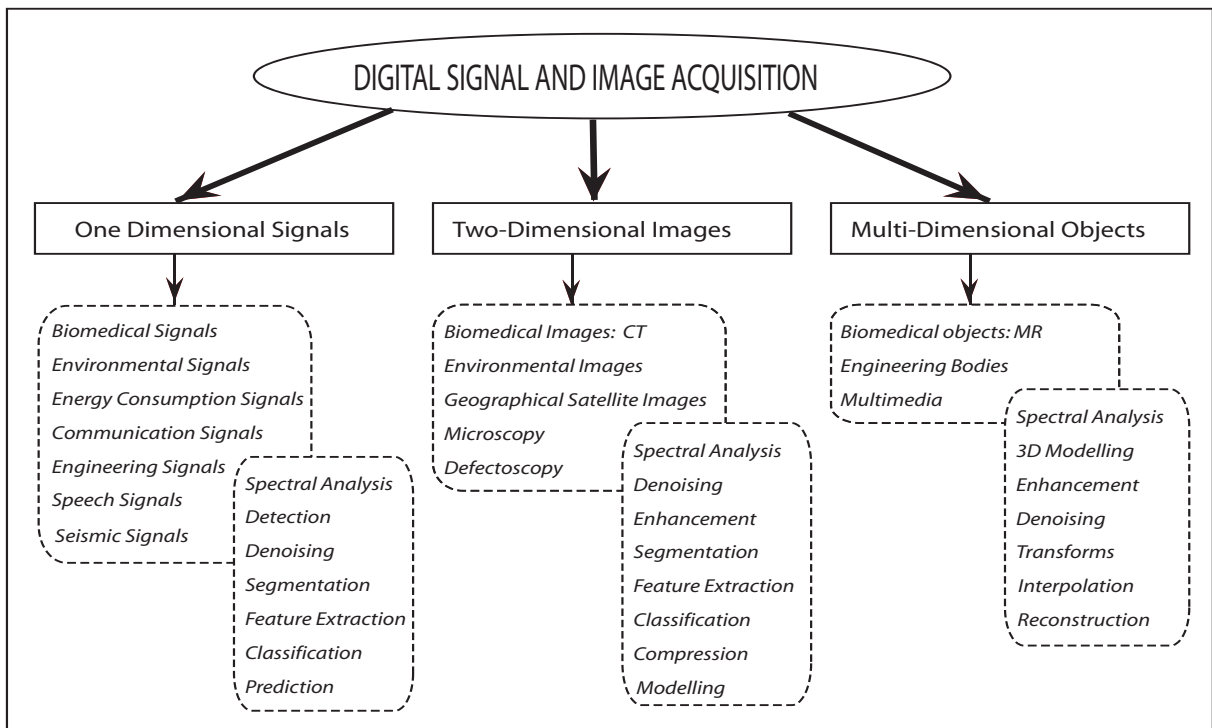 DIGITAL SIGNAL AND IMAGE ACQUISITION
One Dimensional Signals
Biomedical Signals
Environmental Signals
Energy Consumption Signals
Communication Signals
Engineering Signals
Speech Signals
Seismic Signals
Spectral Analysis
Detection
Denoising
Segmentation
Feature Extraction
Classification
Prediction
Two-Dimensional Images
Biomedical Images: CT
Environmental Images
Geographical Satellite Images
Microscopy
Defectoscopy
Spectral Analysis
Denoising
Enhancement
Segmentation
Feature Extraction
Classification
Compression
Modelling
Multi-Dimensional Objects
Biomedical objects: MR
Engineering Bodies
Multimedia
Spectral Analysis
3D Modelling
Enhancement
Denoising
Transforms
Interpolation
Reconstruction